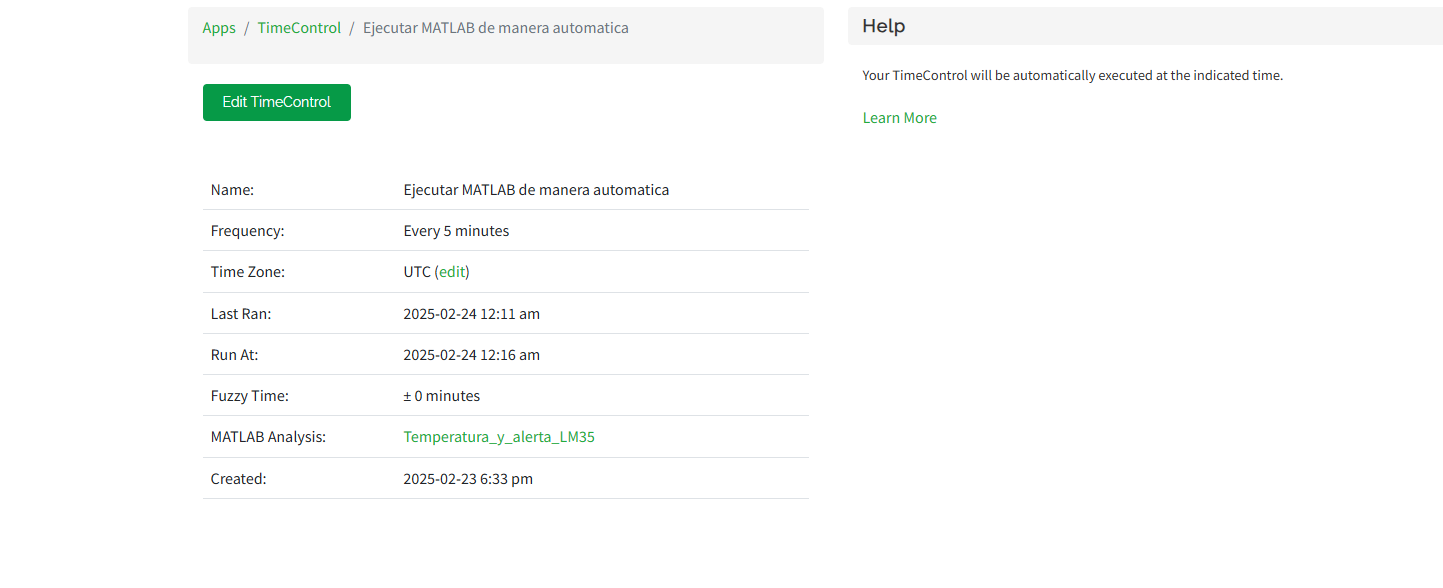 Apps / TimeControl / Ejecutar MATLAB de manera automatica
Edit TimeControl
Name: Ejecutar MATLAB de manera automatica
Frequency: Every 5 minutes
Time Zone: UTC (edit)
Last Ran: 2025-02-24 12:11 am
Run At: 2025-02-24 12:16 am
Fuzzy Time: ± 0 minutes
MATLAB Analysis: Temperatura_y_alerta_LM35
Created: 2025-02-23 6:33 pm
Help
Your TimeControl will be automatically executed at the indicated time.
Learn More